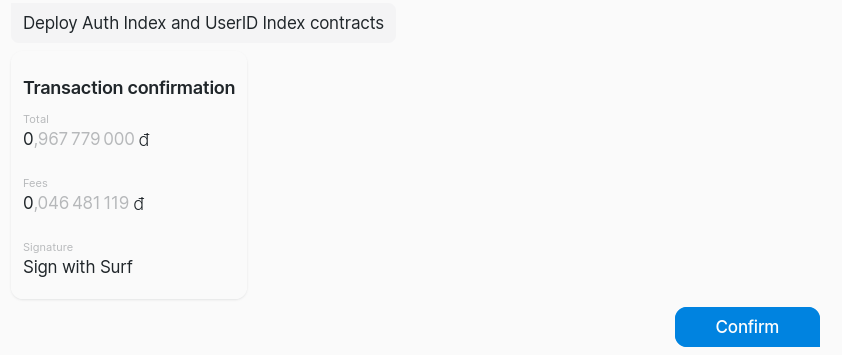 Deploy Auth Index and UserID Index contracts
Transaction confirmation
Total
0,967 779 000 đ
Fees
0,046 481 119 đ
Signature
Sign with Surf
Confirm